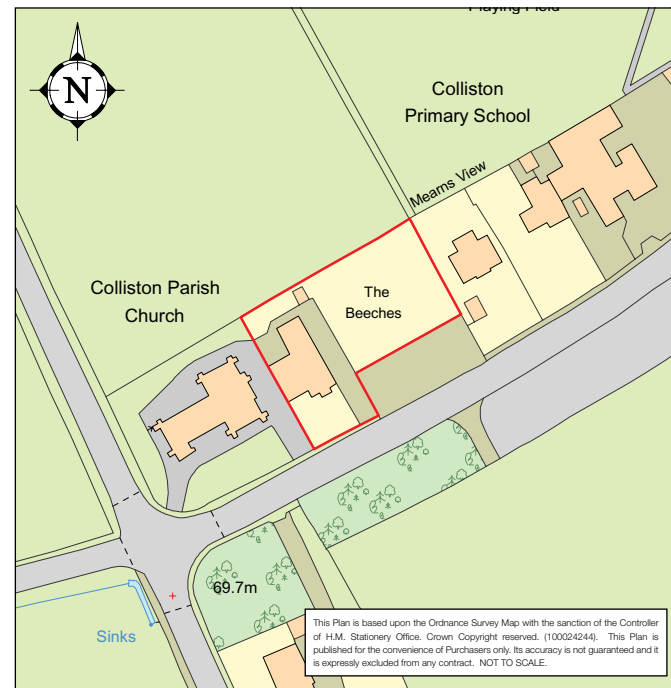 Playing Field
N
Colliston
Primary School
Mearns View
The
Beeches
Colliston Parish
Church
69.7m
Sinks
This Plan is based upon the Ordnance Survey Map with the sanction of the Controller
of H.M. Stationery Office. Crown Copyright reserved. (100024244). This Plan is
published for the convenience of Purchasers only. Its accuracy is not guaranteed and it
is expressly excluded from any contract. NOT TO SCALE.